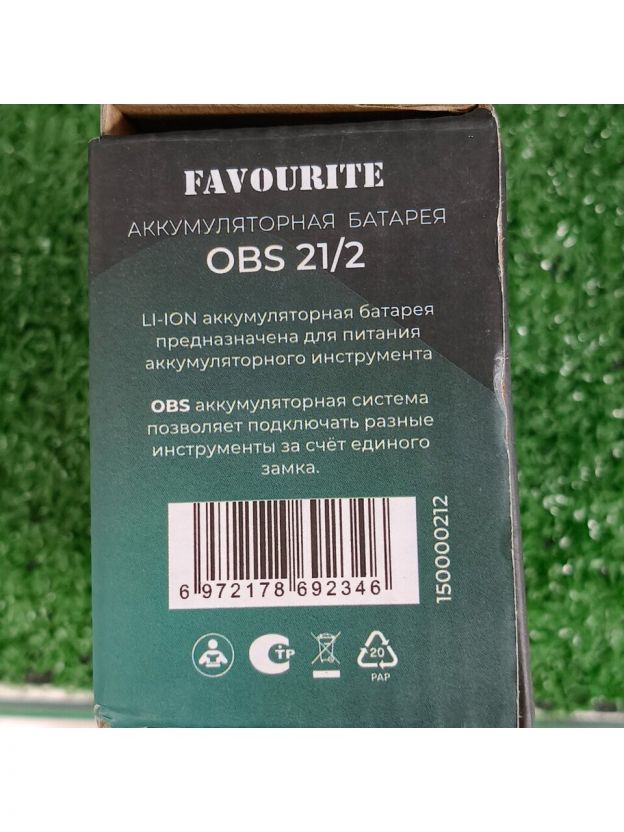 FAVOURITE
АККУМУЛЯТОРНАЯ БАТАРЕЯ
OBS 21/2
LI-ION аккумуляторная батарея
предназначена для питания
аккумуляторного инструмента
OBS аккумуляторная система
позволяет подключать разные
инструменты за счёт единого
замка.
6 972178 692346
150000212
СТР
20
PAP